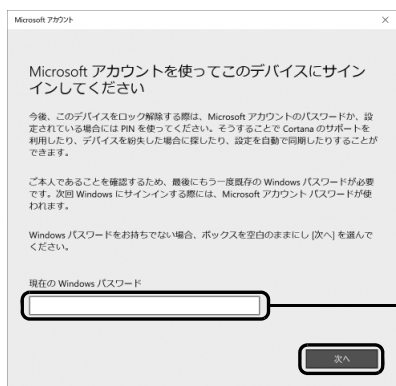 Microsoft アカウント
Microsoft アカウントを使ってこのデバイスにサイン
インしてください
今後、このデバイスをロック解除する際は、Microsoft アカウントのパスワードか、設
定されている場合には PIN を使ってください。そうすることで Cortana のサポートを
利用したり、デバイスを紛失した場合に探したり、設定を自動で同期したりすることが
できます。
ご本人であることを確認するため、最後にもう一度既存の Windows パスワードが必要
です。次回 Windows にサインインする際には、Microsoft アカウント パスワードが使
われます。
Windows パスワードをお持ちでない場合、ボックスを空白のままにし [次へ] を選んで
ください。
現在の Windows パスワード
次へ